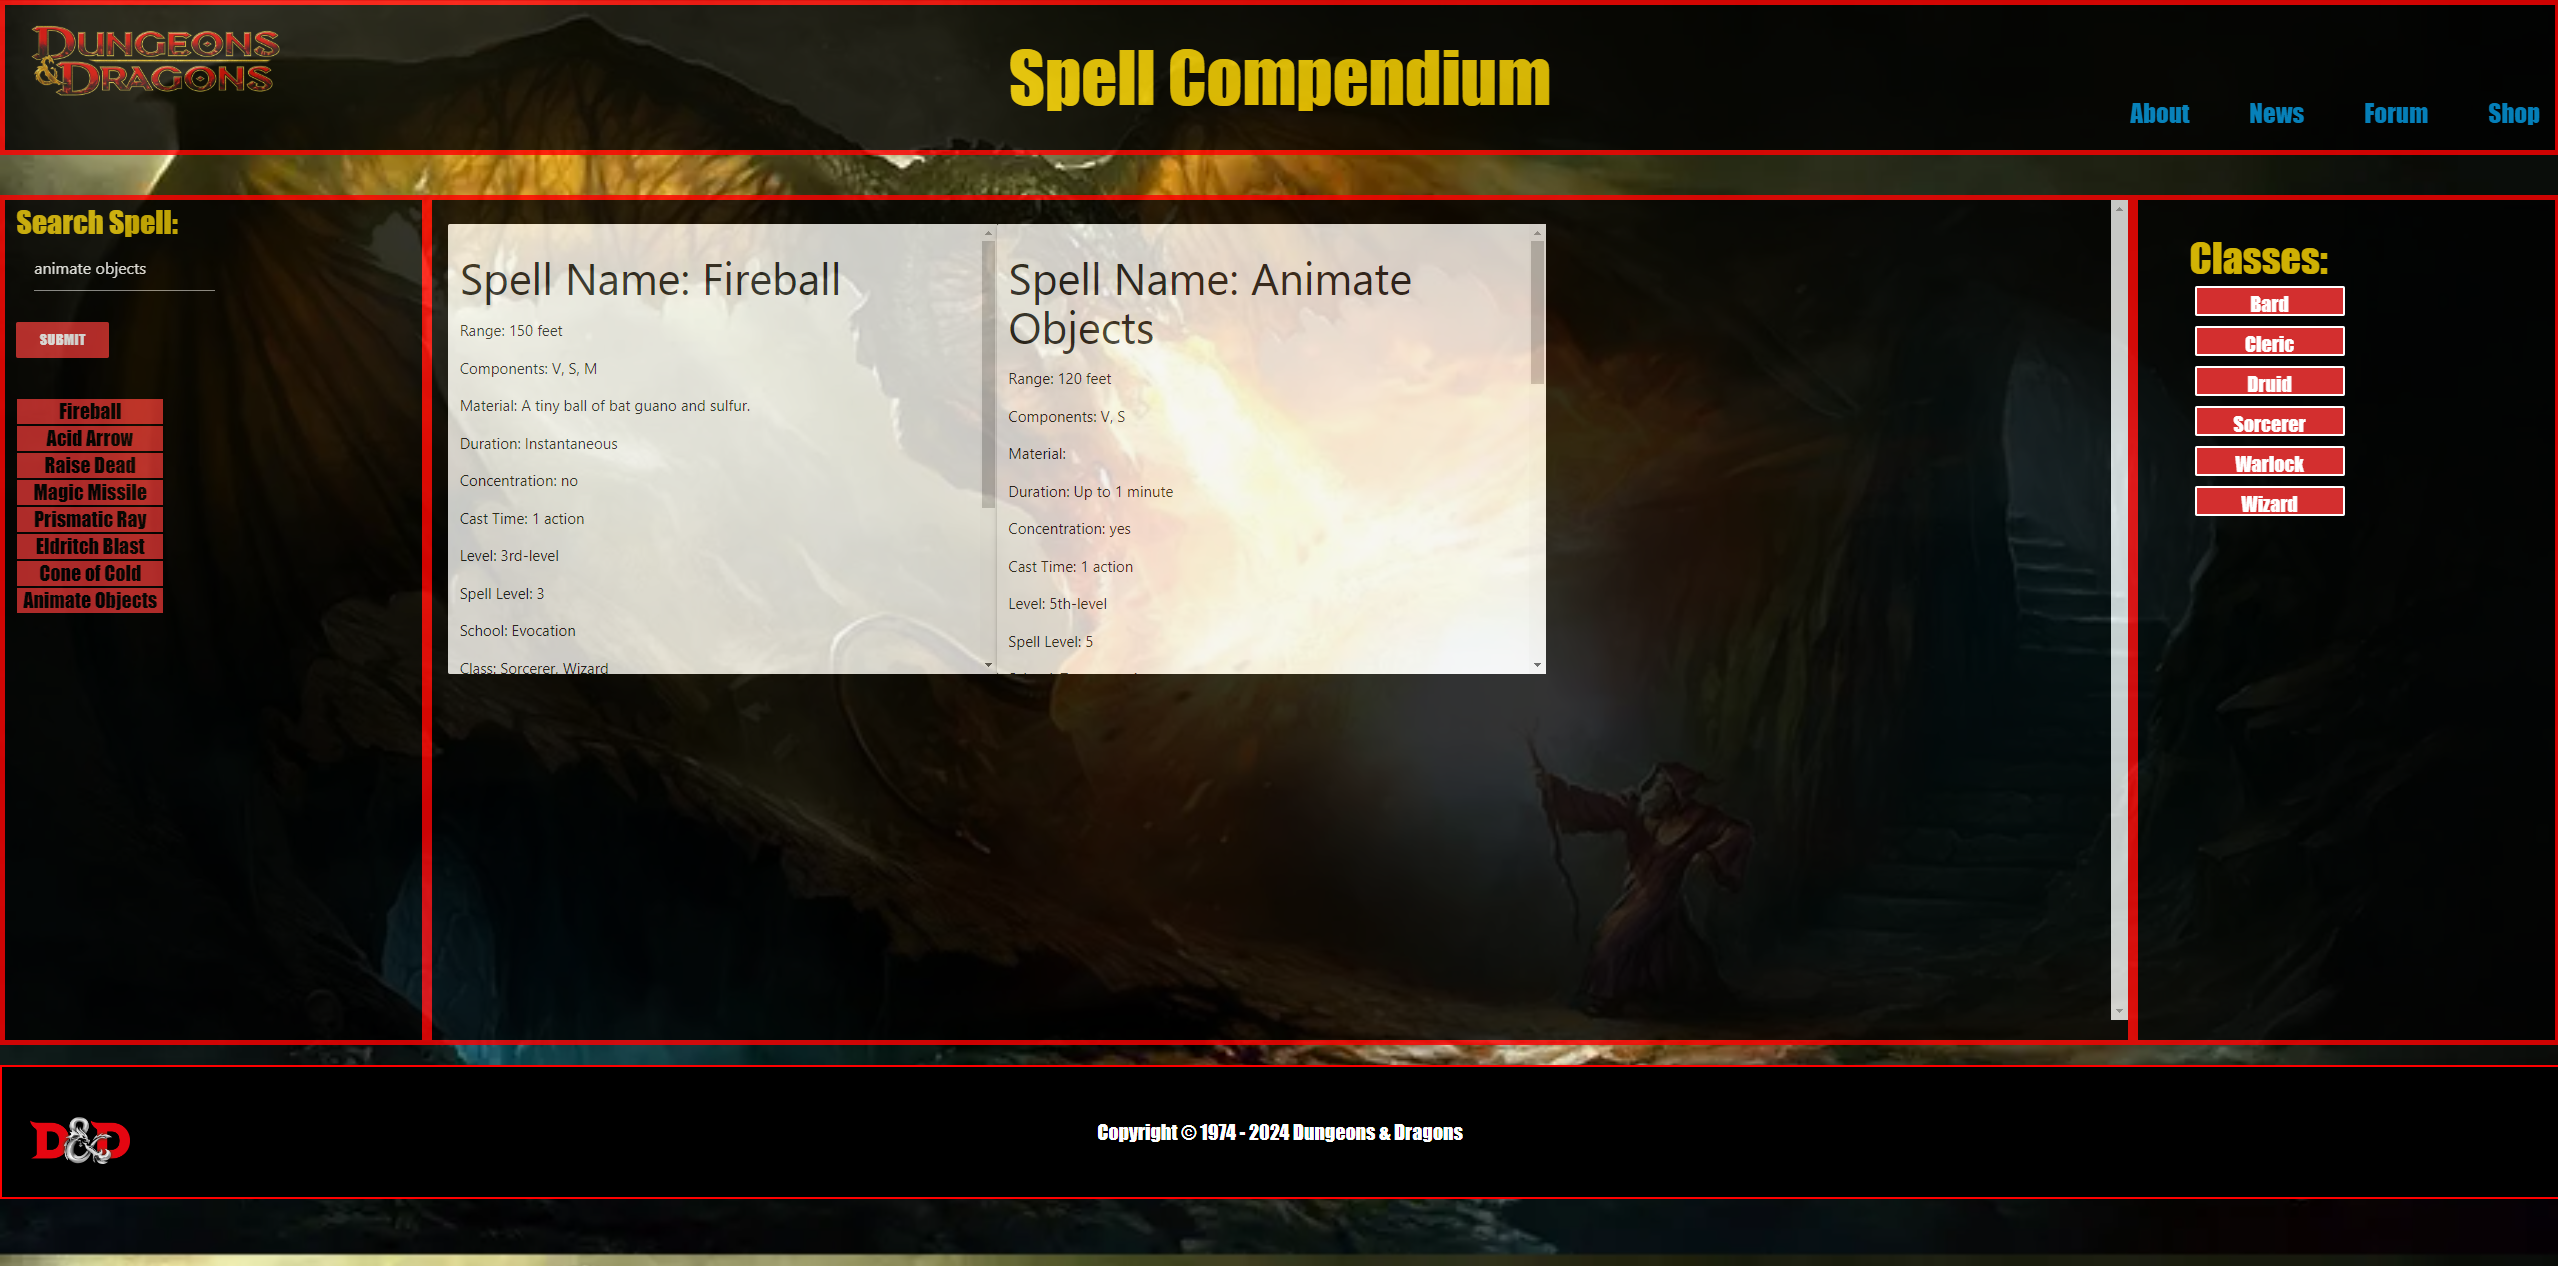 DUNGEONS
& DRAGONS
Spell Compendium
About
News
Forum
Shop
Search Spell:
animate objects
SUBMIT
Fireball
Acid Arrow
Raise Dead
Magic Missile
Prismatic Ray
Eldritch Blast
Cone of Cold
Animate Objects
Spell Name: Fireball
Range: 150 feet
Components: V, S, M
Material: A tiny ball of bat guano and sulfur.
Duration: Instantaneous
Concentration: no
Cast Time: 1 action
Level: 3rd-level
Spell Level: 3
School: Evocation
Class: Sorcerer, Wizard
Spell Name: Animate
Objects
Range: 120 feet
Components: V, S
Material:
Duration: Up to 1 minute
Concentration: yes
Cast Time: 1 action
Level: 5th-level
Spell Level: 5
Classes:
Bard
Cleric
Druid
Sorcerer
Warlock
Wizard
D&D
Copyright © 1974 - 2024 Dungeons & Dragons